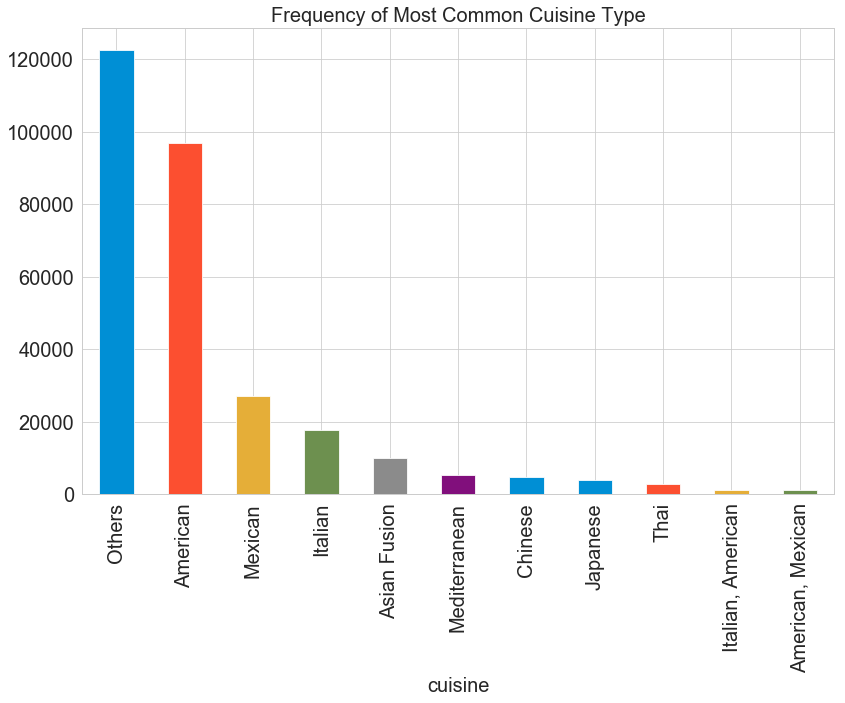 Frequency of Most Common Cuisine Type
120000
100000
80000
60000
40000
20000
0
Others
American
Mexican
Italian
Asian Fusion
Mediterranean
Chinese
Japanese
Thai
Italian, American
American, Mexican
cuisine